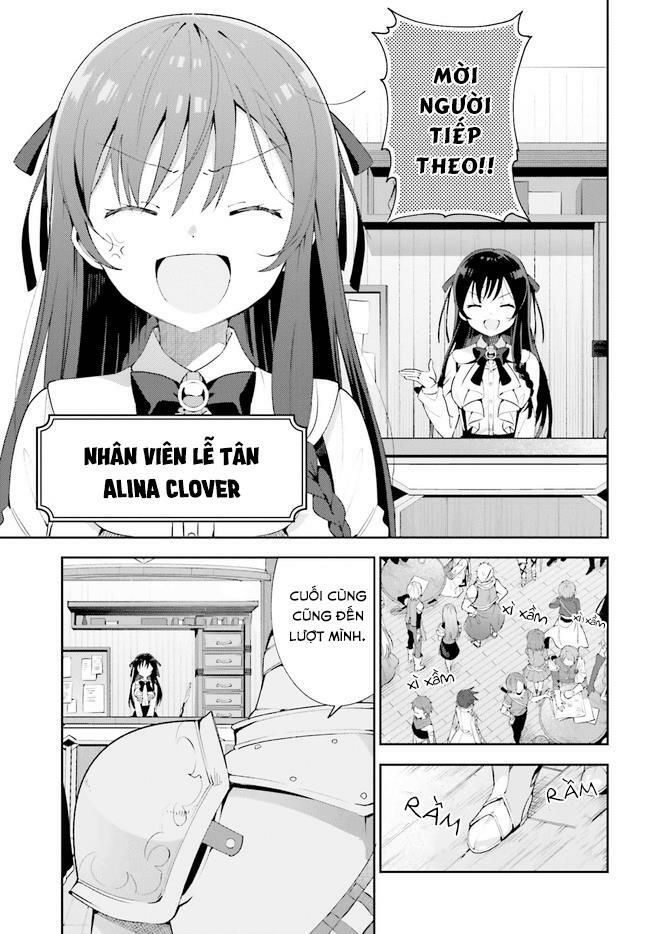 MỜI
NGƯỜI
TIẾP
THEO!!
NHÂN VIÊN LỄ TÂN
ALINA CLOVER
CUỐI CÙNG
CŨNG ĐẾN
LƯỢT MÌNH.
XÌ XẦM
XÌ XẦM
XÌ XẦM
RẦM
RẦM